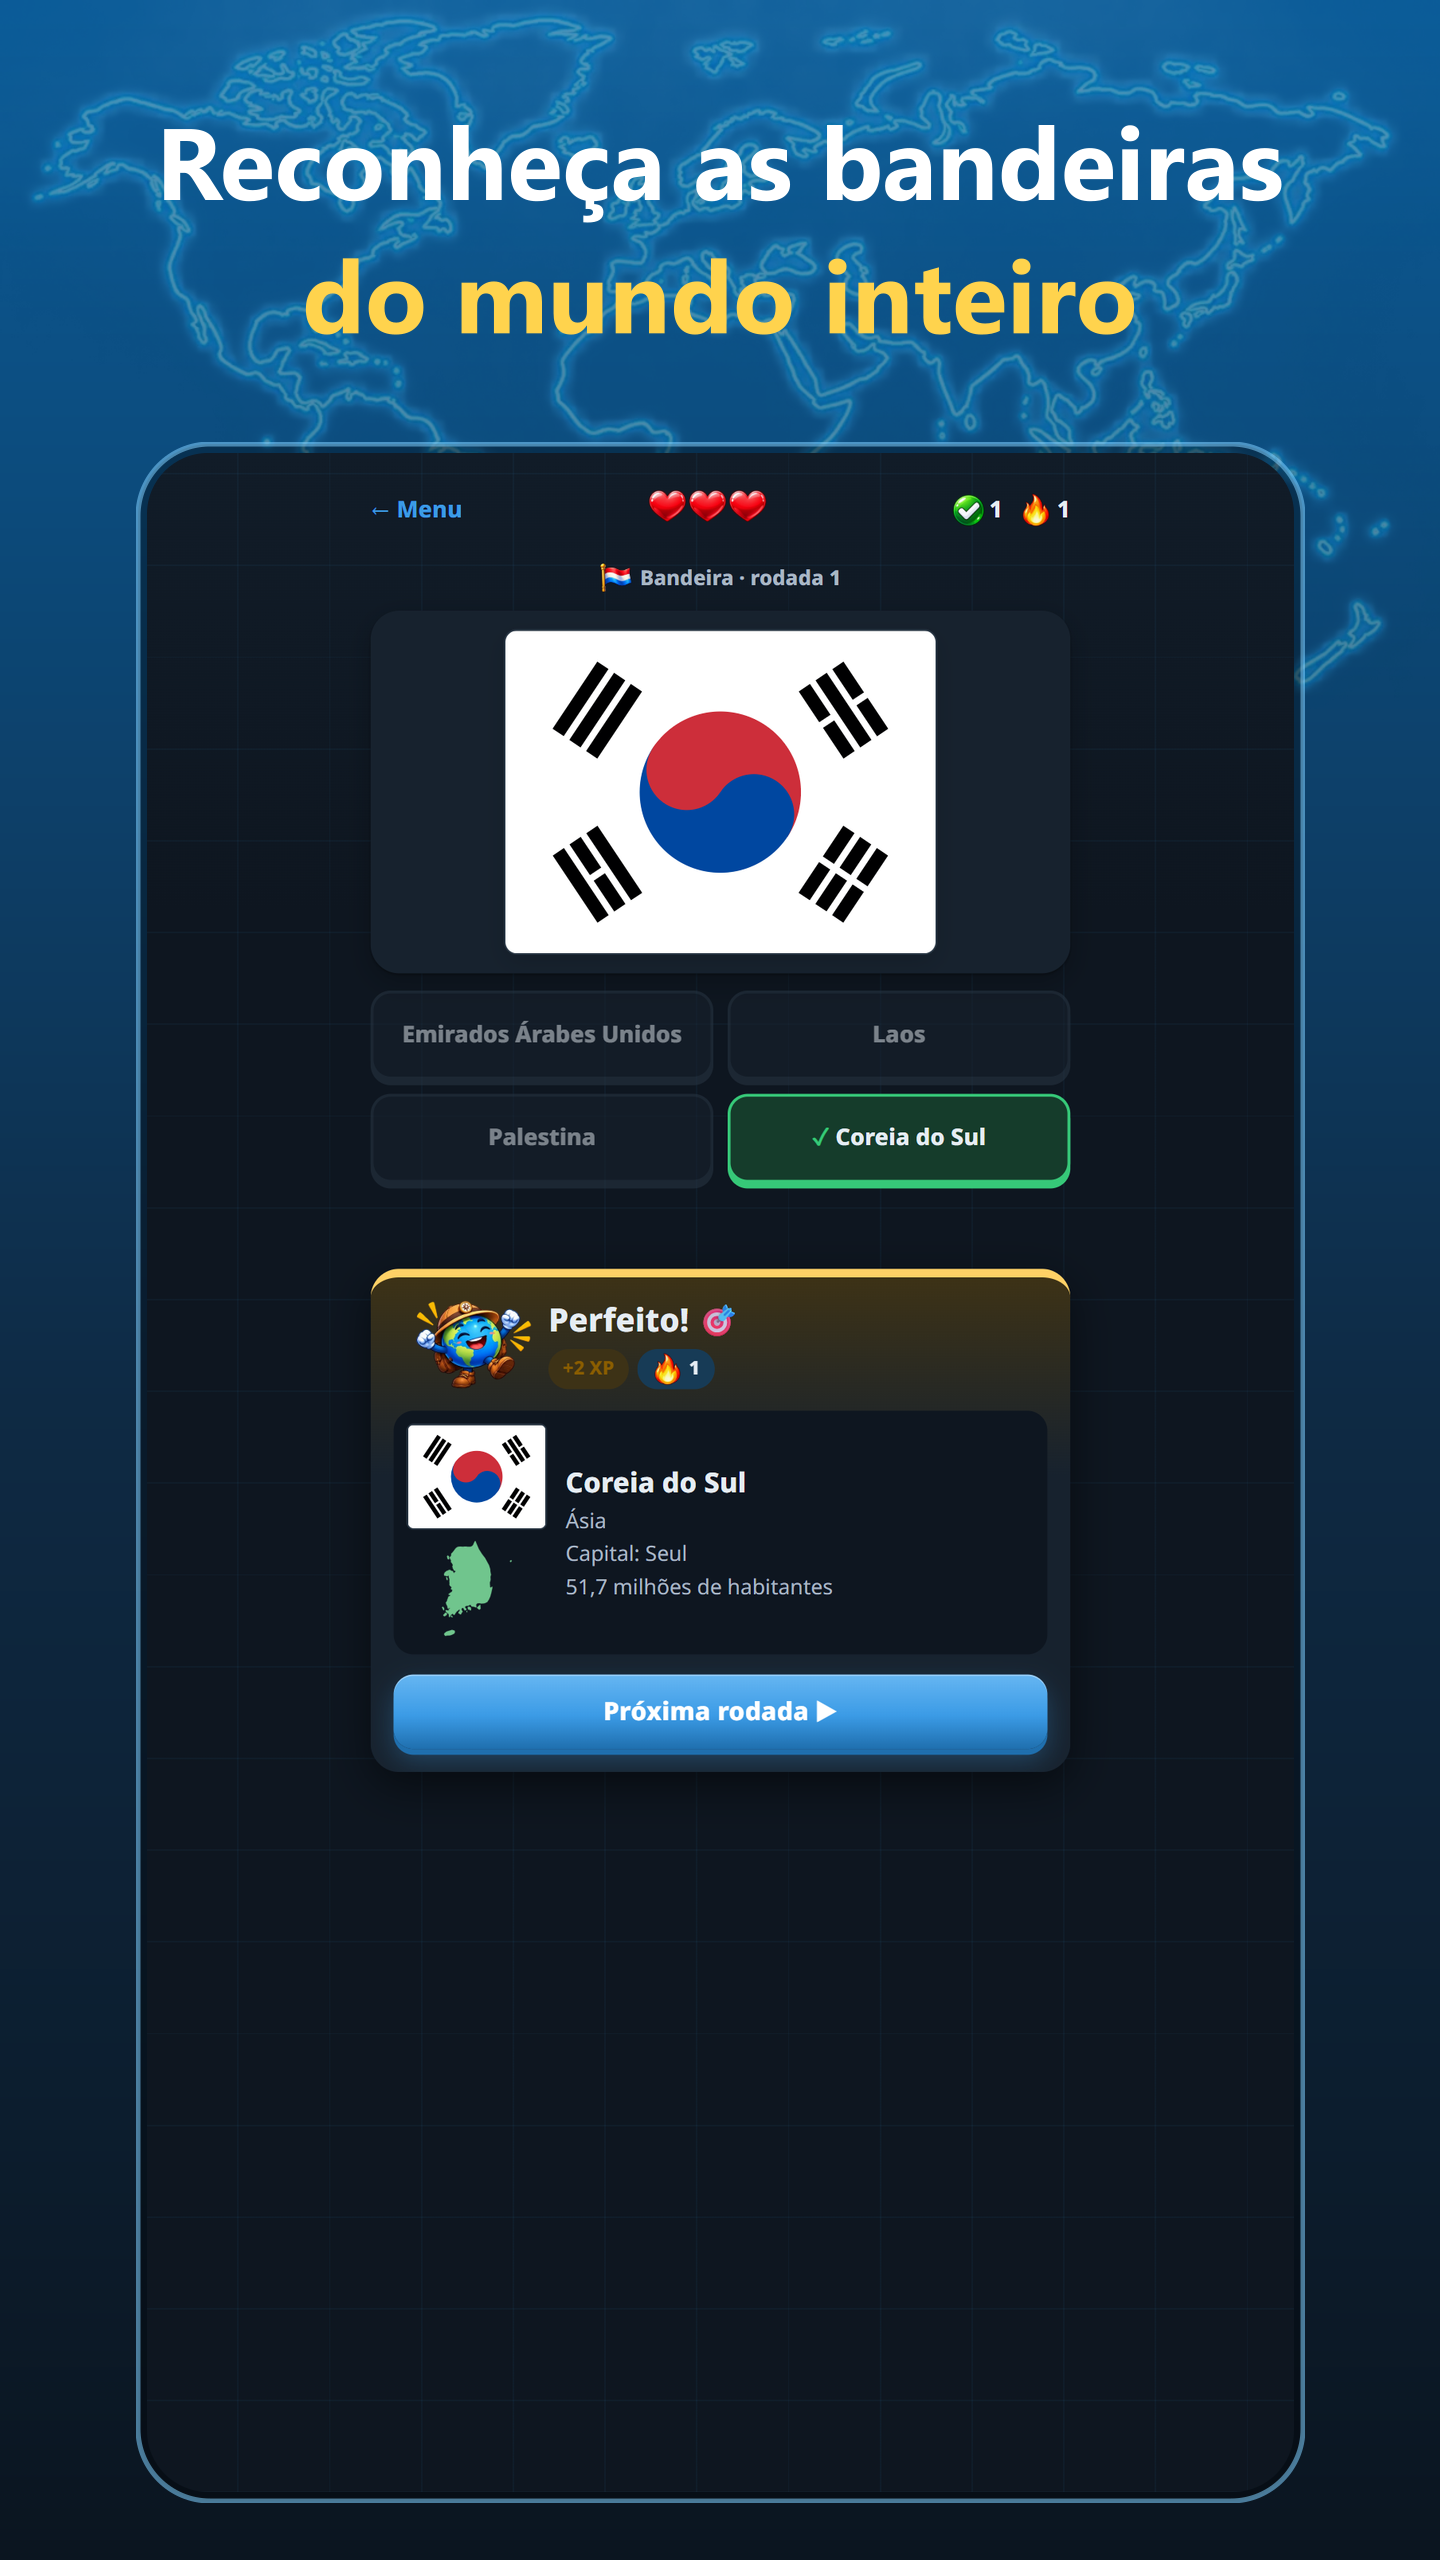 Reconheça as bandeiras
do mundo inteiro
← Menu
1 1
Bandeira · rodada 1
Emirados Árabes Unidos
Laos
Palestina
✓ Coreia do Sul
Perfeito!
+2 XP
1
Coreia do Sul
Ásia
Capital: Seul
51,7 milhões de habitantes
Próxima rodada ▶